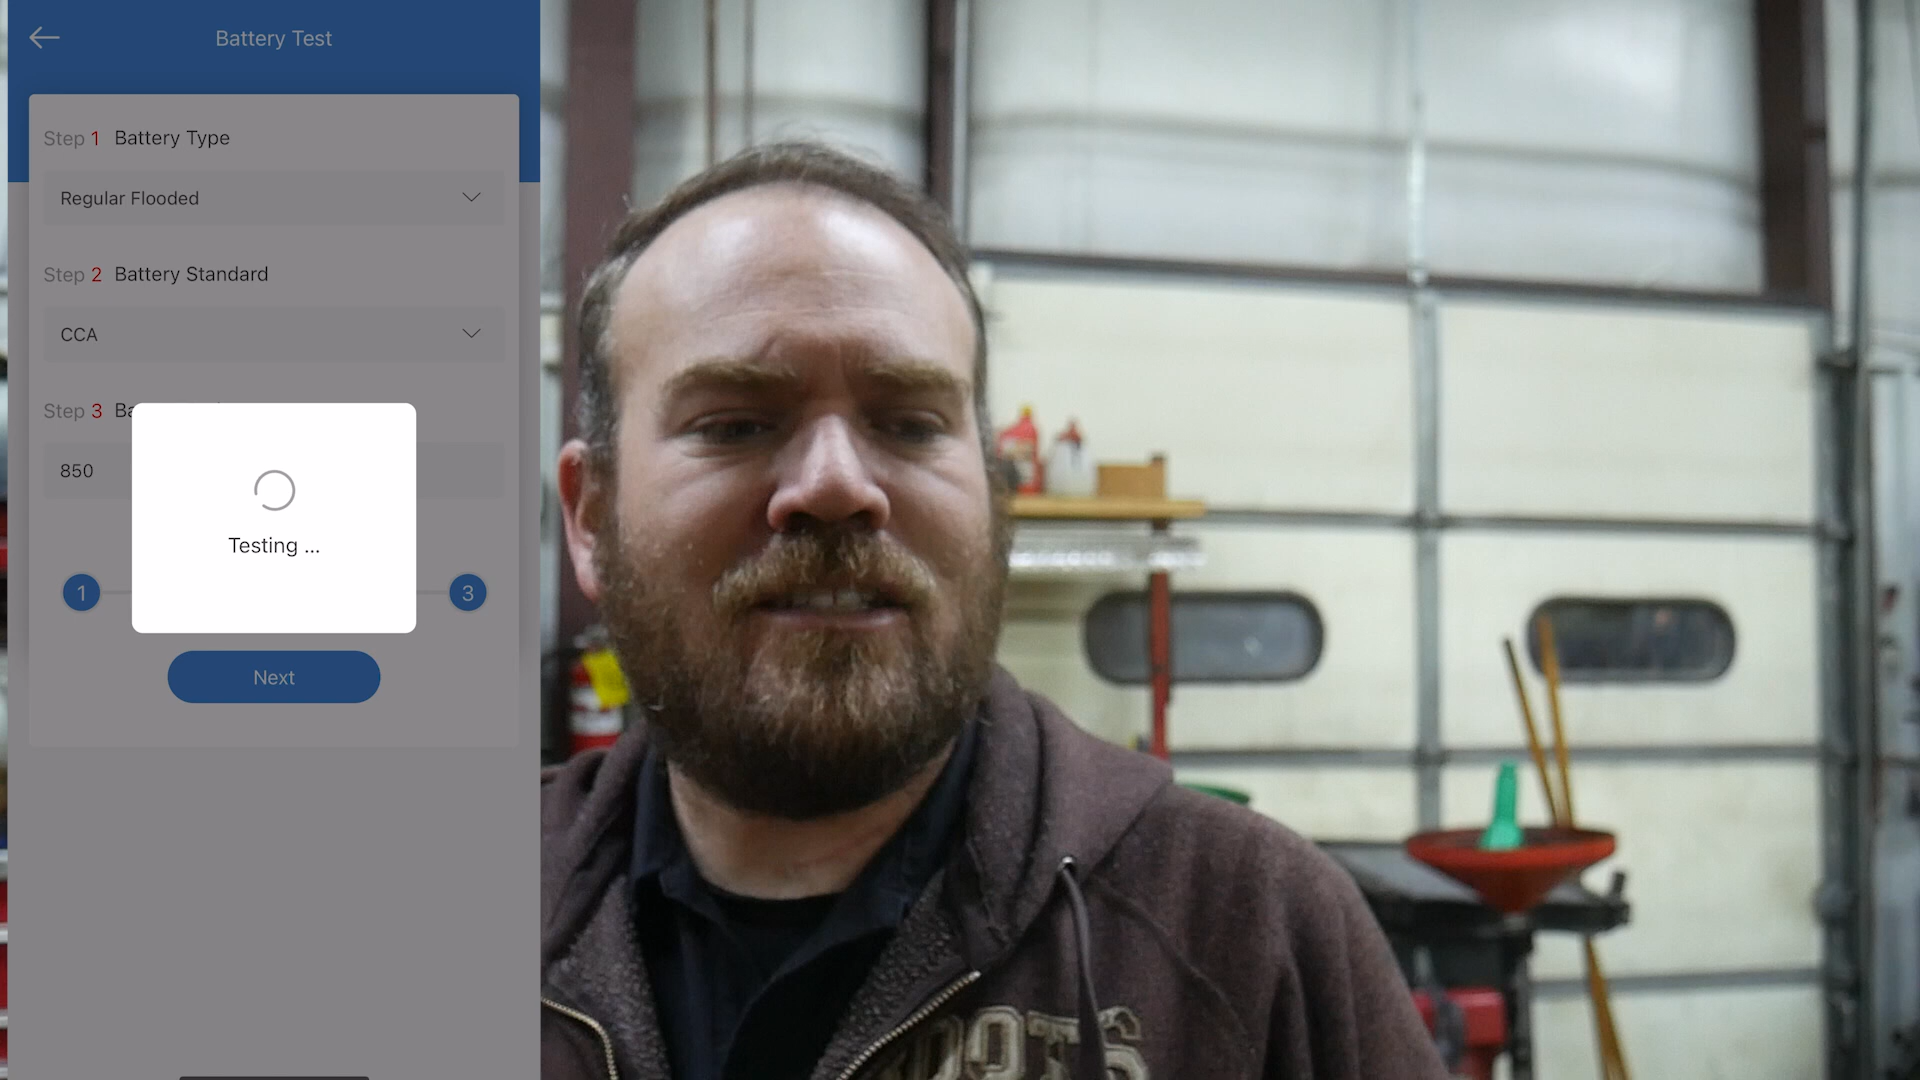 Battery Test
Step 1 Battery Type
Regular Flooded
Step 2 Battery Standard
CCA
Step 3
850
Testing ...
1
3
Next